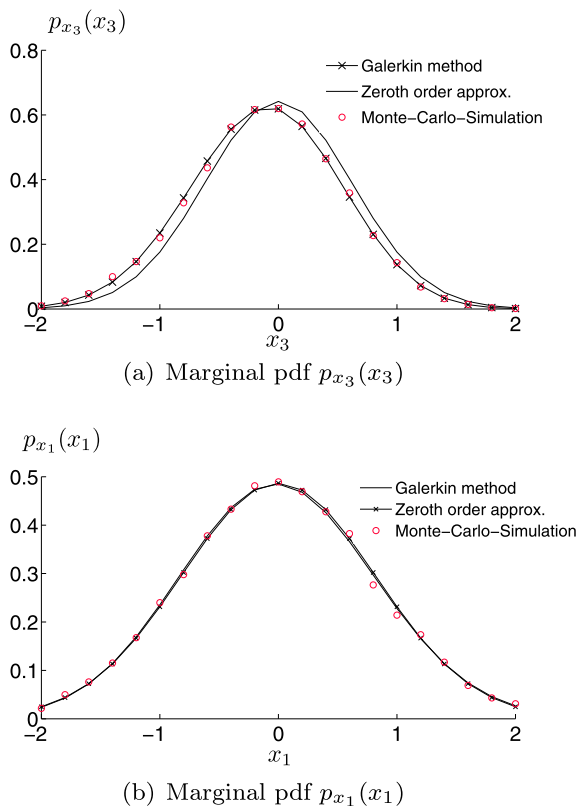 p_{x_3}(x_3)
0.8
0.6
0.4
0.2
0
−2 −1 0 1 2
x_3
Galerkin method
Zeroth order approx.
Monte−Carlo−Simulation
(a) Marginal pdf p_{x_3}(x_3)
p_{x_1}(x_1)
0.5
0.4
0.3
0.2
0.1
0
−2 −1 0 1 2
x_1
Galerkin method
Zeroth order approx.
Monte−Carlo−Simulation
(b) Marginal pdf p_{x_1}(x_1)